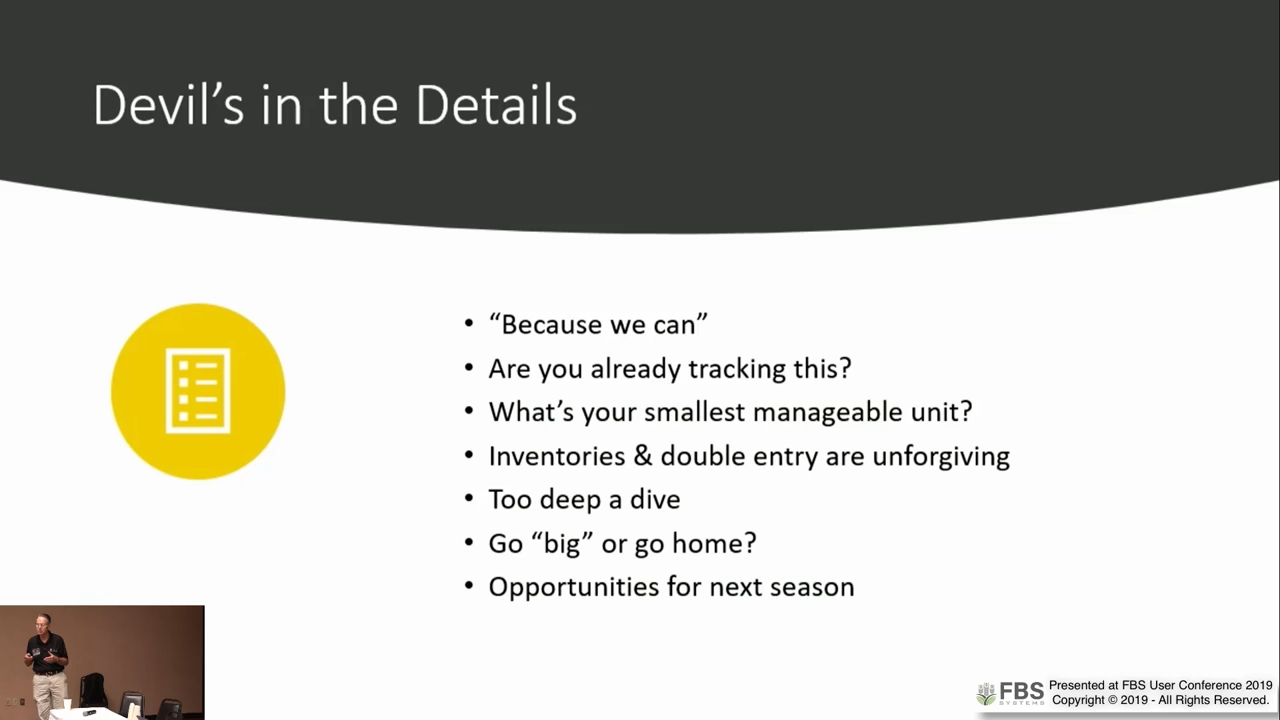 Devil’s in the Details
• “Because we can”
• Are you already tracking this?
• What’s your smallest manageable unit?
• Inventories & double entry are unforgiving
• Too deep a dive
• Go “big” or go home?
• Opportunities for next season
FBS
SYSTEMS
Presented at FBS User Conference 2019
Copyright © 2019 - All Rights Reserved.